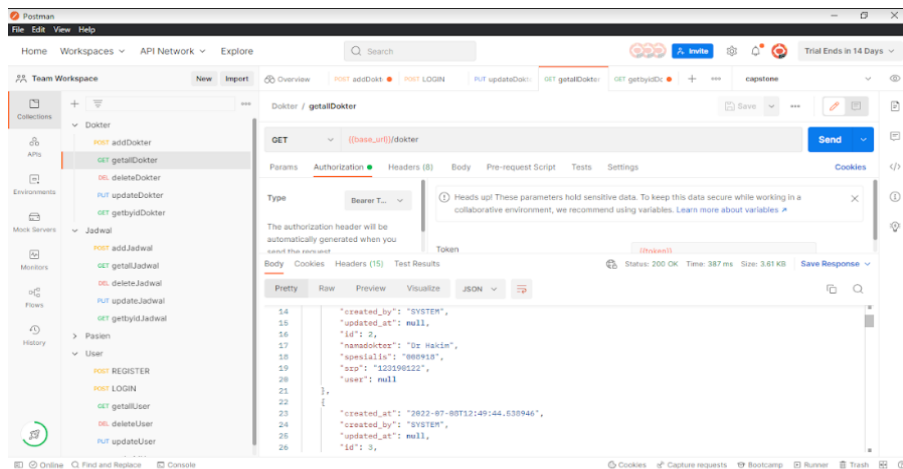 Postman
File Edit View Help
Home Workspaces API Network Explore Search Invite Trial Ends in 14 Days
Team Workspace New Import Overview POST addDokt POST LOGIN PUT updateDokt GET getallDokter GET getbyidDc capstone
Collections
APIs
Environments
Mock Servers
Monitors
Flows
History
Dokter
POST addDokter
GET getallDokter
DEL deleteDokter
PUT updateDokter
GET getbyidDokter
Jadwal
POST addJadwal
GET getallJadwal
DEL deleteJadwal
PUT updateJadwal
GET getbyidJadwal
Pasien
User
POST REGISTER
POST LOGIN
GET getallUser
DEL deleteUser
PUT updateUser
Dokter / getallDokter Save
GET {{base_url}}/dokter Send
Params Authorization Headers (8) Body Pre-request Script Tests Settings Cookies
Type Bearer T...
The authorization header will be
automatically generated when you
send the request.
Heads up! These parameters hold sensitive data. To keep this data secure while working in a
collaborative environment, we recommend using variables. Learn more about variables
Token {{token}}
Body Cookies Headers (15) Test Results Status: 200 OK Time: 387 ms Size: 3.61 KB Save Response
Pretty Raw Preview Visualize JSON
14 "created_by": "SYSTEM",
15 "updated_at": null,
16 "id": 2,
17 "namadokter": "Dr Hakim",
18 "spesialis": "888918",
19 "srp": "123198122",
20 "user": null
21 },
22 {
23 "created_at": "2022-07-08T12:49:44.538946",
24 "created_by": "SYSTEM",
25 "updated_at": null,
26 "id": 3,
Online Find and Replace Console Cookies Capture requests Bootcamp Runner Trash